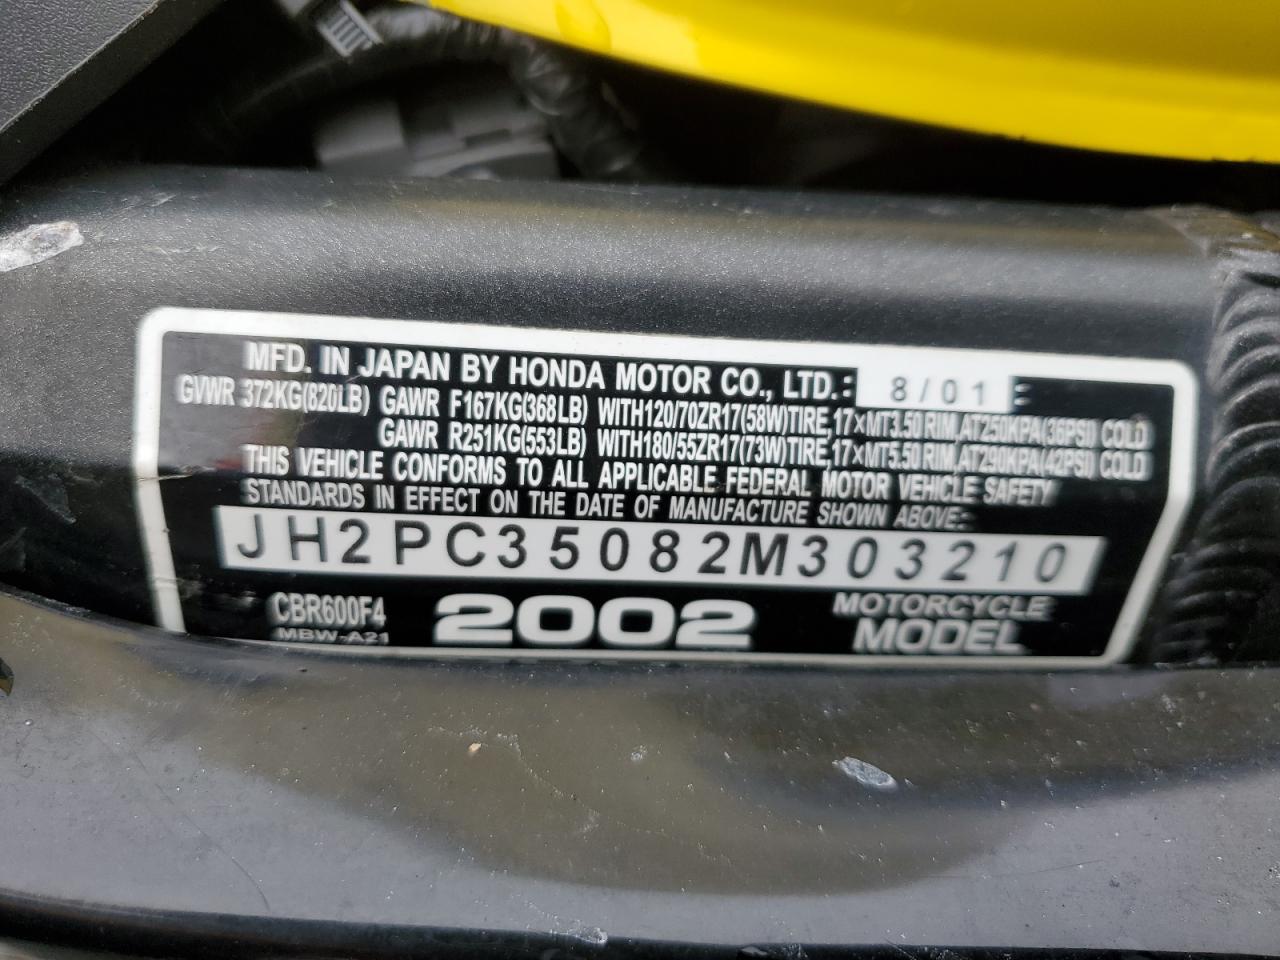 MFD. IN JAPAN BY HONDA MOTOR CO., LTD.: 8/01
GVWR 372KG(820LB) GAWR F167KG(368LB) WITH120/70ZR17(58W)TIRE,17×MT3.50 RIM,AT250KPA(36PSI) COLD
GAWR R251KG(553LB) WITH180/55ZR17(73W)TIRE,17×MT5.50 RIM,AT290KPA(42PSI) COLD
THIS VEHICLE CONFORMS TO ALL APPLICABLE FEDERAL MOTOR VEHICLE SAFETY
STANDARDS IN EFFECT ON THE DATE OF MANUFACTURE SHOWN ABOVE:
JH2PC35082M303210
CBR600F4 2002 MOTORCYCLE
MBW-A21 MODEL